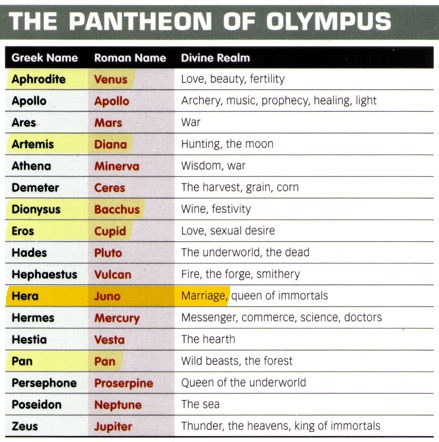 THE PANTHEON OF OLYMPUS
Greek Name Roman Name Divine Realm
Aphrodite Venus Love, beauty, fertility
Apollo Apollo Archery, music, prophecy, healing, light
Ares Mars War
Artemis Diana Hunting, the moon
Athena Minerva Wisdom, war
Demeter Ceres The harvest, grain, corn
Dionysus Bacchus Wine, festivity
Eros Cupid Love, sexual desire
Hades Pluto The underworld, the dead
Hephaestus Vulcan Fire, the forge, smithery
Hera Juno Marriage, queen of immortals
Hermes Mercury Messenger, commerce, science, doctors
Hestia Vesta The hearth
Pan Pan Wild beasts, the forest
Persephone Proserpine Queen of the underworld
Poseidon Neptune The sea
Zeus Jupiter Thunder, the heavens, king of immortals